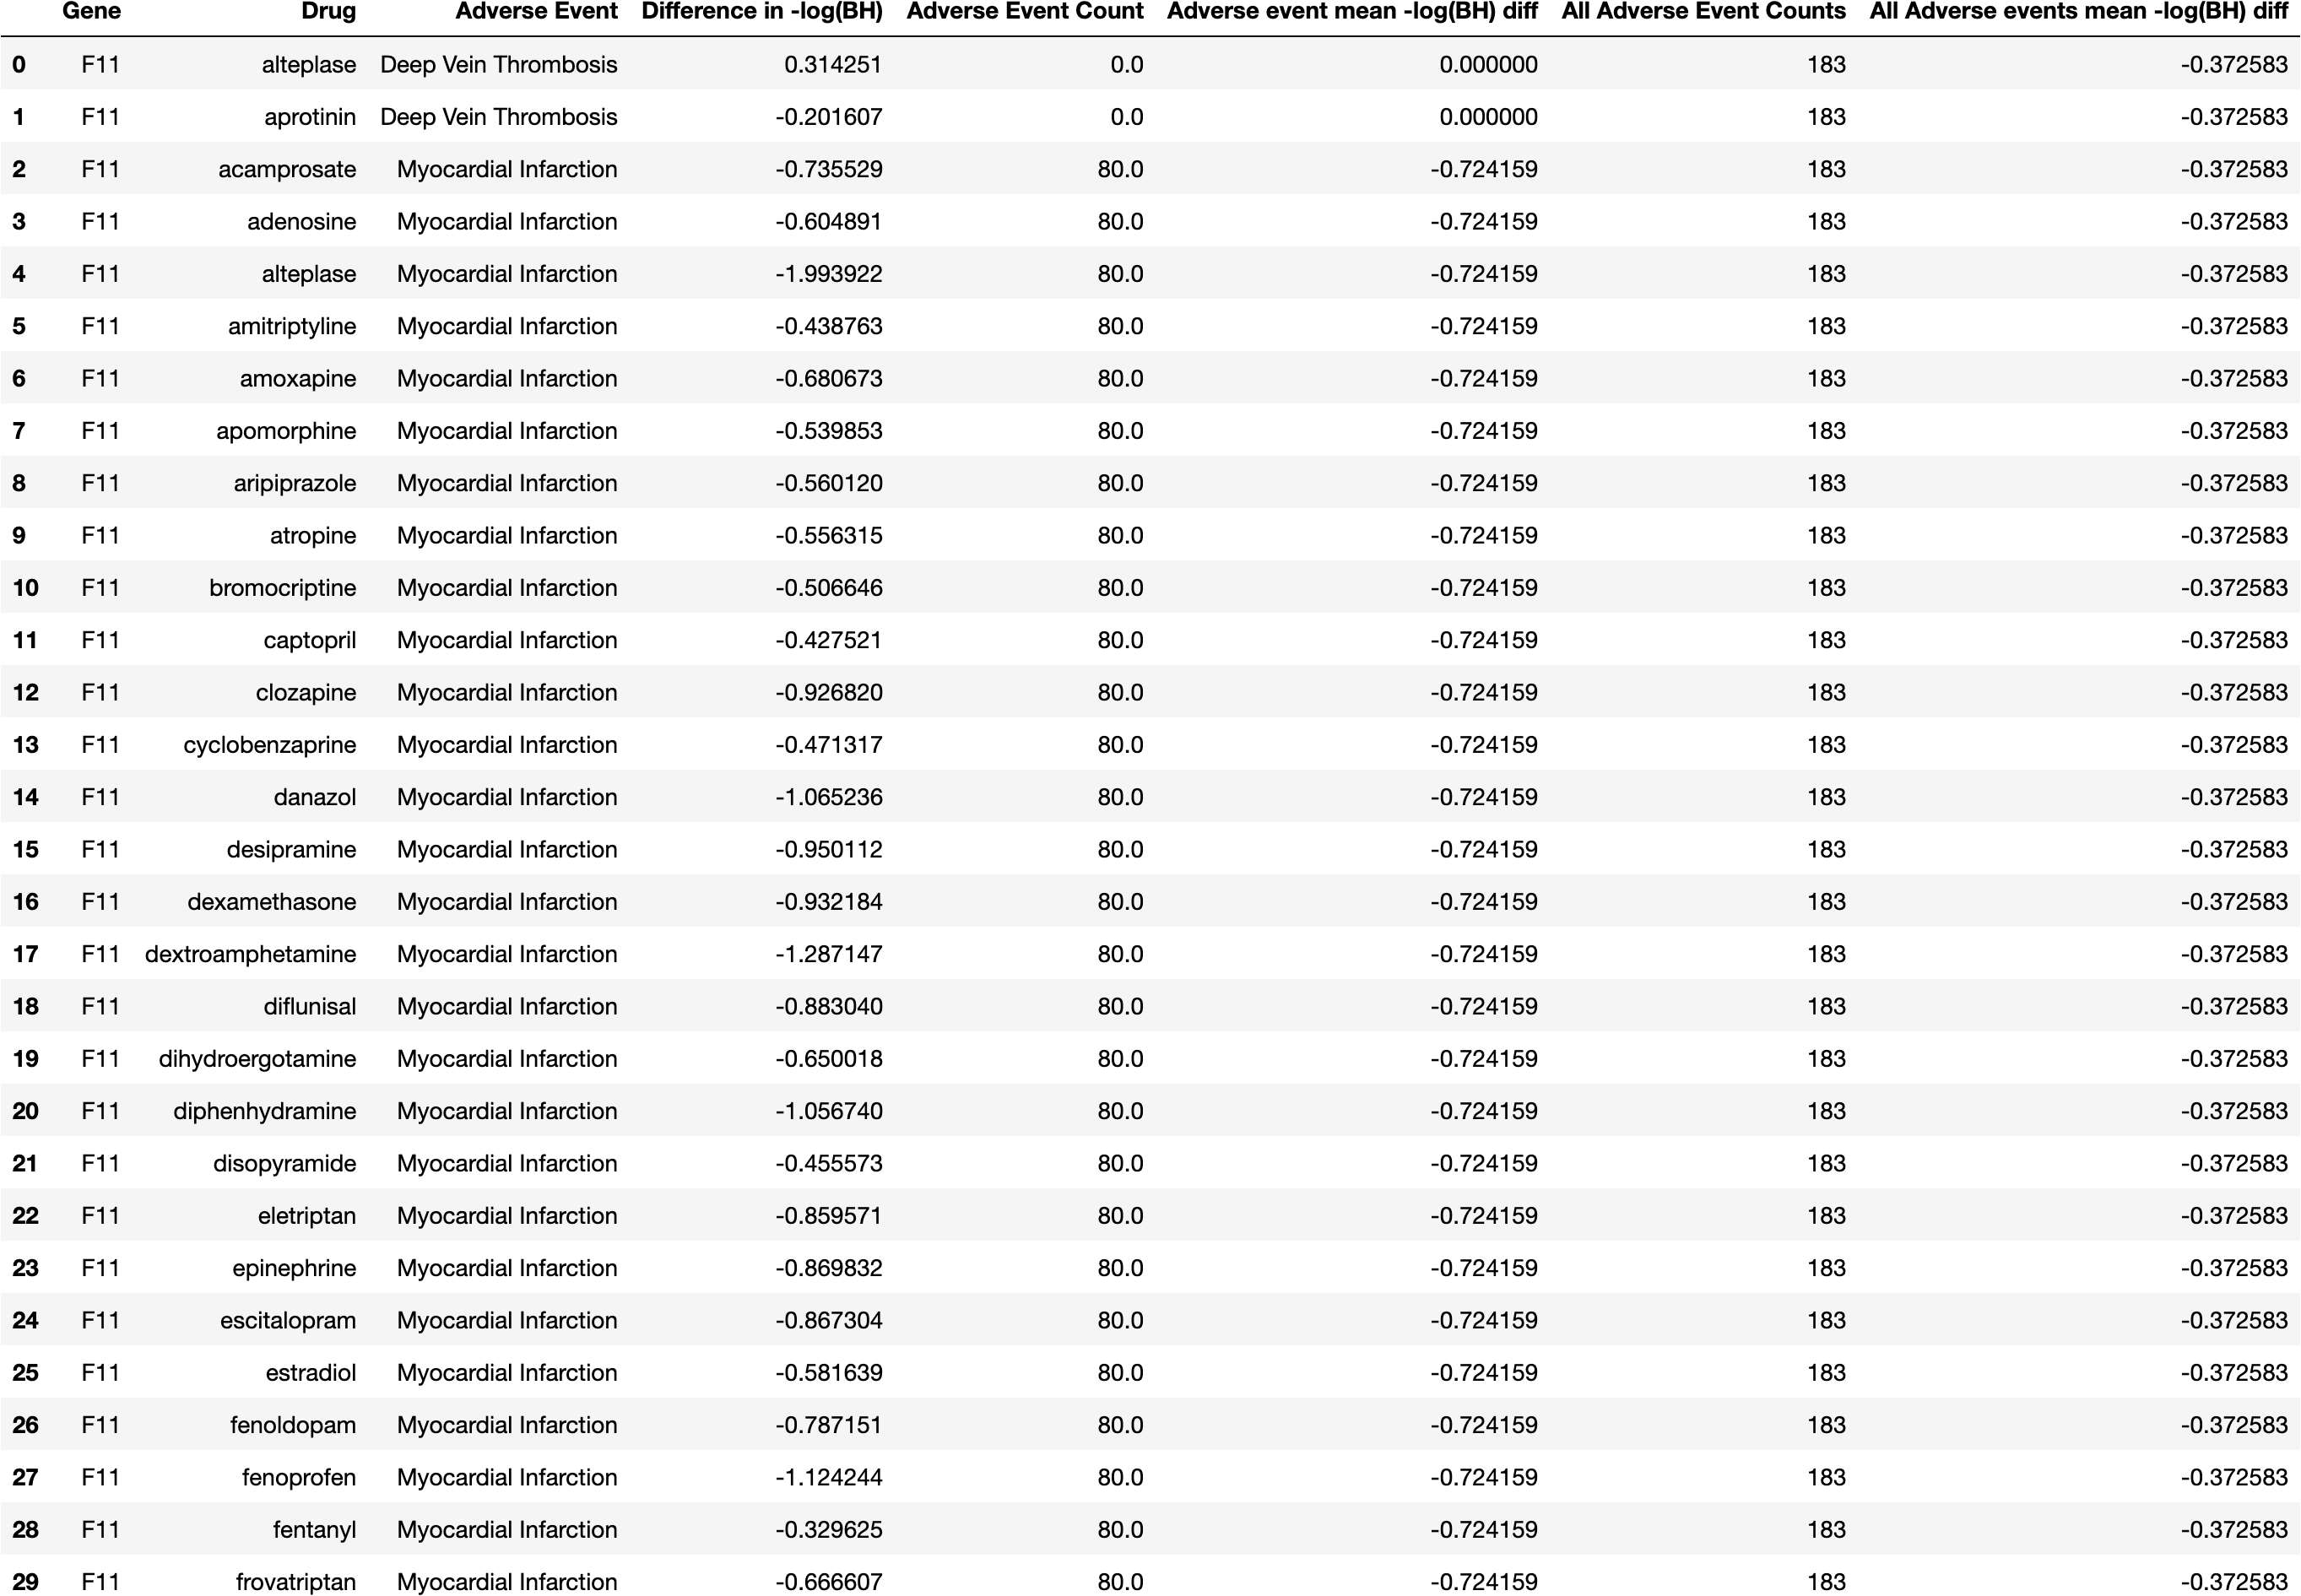 Gene Drug Adverse Event Difference in -log(BH) Adverse Event Count Adverse event mean -log(BH) diff All Adverse Event Counts All Adverse events mean -log(BH) diff
0 F11 alteplase Deep Vein Thrombosis 0.314251 0.0 0.000000 183 -0.372583
1 F11 aprotinin Deep Vein Thrombosis -0.201607 0.0 0.000000 183 -0.372583
2 F11 acamprosate Myocardial Infarction -0.735529 80.0 -0.724159 183 -0.372583
3 F11 adenosine Myocardial Infarction -0.604891 80.0 -0.724159 183 -0.372583
4 F11 alteplase Myocardial Infarction -1.993922 80.0 -0.724159 183 -0.372583
5 F11 amitriptyline Myocardial Infarction -0.438763 80.0 -0.724159 183 -0.372583
6 F11 amoxapine Myocardial Infarction -0.680673 80.0 -0.724159 183 -0.372583
7 F11 apomorphine Myocardial Infarction -0.539853 80.0 -0.724159 183 -0.372583
8 F11 aripiprazole Myocardial Infarction -0.560120 80.0 -0.724159 183 -0.372583
9 F11 atropine Myocardial Infarction -0.556315 80.0 -0.724159 183 -0.372583
10 F11 bromocriptine Myocardial Infarction -0.506646 80.0 -0.724159 183 -0.372583
11 F11 captopril Myocardial Infarction -0.427521 80.0 -0.724159 183 -0.372583
12 F11 clozapine Myocardial Infarction -0.926820 80.0 -0.724159 183 -0.372583
13 F11 cyclobenzaprine Myocardial Infarction -0.471317 80.0 -0.724159 183 -0.372583
14 F11 danazol Myocardial Infarction -1.065236 80.0 -0.724159 183 -0.372583
15 F11 desipramine Myocardial Infarction -0.950112 80.0 -0.724159 183 -0.372583
16 F11 dexamethasone Myocardial Infarction -0.932184 80.0 -0.724159 183 -0.372583
17 F11 dextroamphetamine Myocardial Infarction -1.287147 80.0 -0.724159 183 -0.372583
18 F11 diflunisal Myocardial Infarction -0.883040 80.0 -0.724159 183 -0.372583
19 F11 dihydroergotamine Myocardial Infarction -0.650018 80.0 -0.724159 183 -0.372583
20 F11 diphenhydramine Myocardial Infarction -1.056740 80.0 -0.724159 183 -0.372583
21 F11 disopyramide Myocardial Infarction -0.455573 80.0 -0.724159 183 -0.372583
22 F11 eletriptan Myocardial Infarction -0.859571 80.0 -0.724159 183 -0.372583
23 F11 epinephrine Myocardial Infarction -0.869832 80.0 -0.724159 183 -0.372583
24 F11 escitalopram Myocardial Infarction -0.867304 80.0 -0.724159 183 -0.372583
25 F11 estradiol Myocardial Infarction -0.581639 80.0 -0.724159 183 -0.372583
26 F11 fenoldopam Myocardial Infarction -0.787151 80.0 -0.724159 183 -0.372583
27 F11 fenoprofen Myocardial Infarction -1.124244 80.0 -0.724159 183 -0.372583
28 F11 fentanyl Myocardial Infarction -0.329625 80.0 -0.724159 183 -0.372583
29 F11 frovatriptan Myocardial Infarction -0.666607 80.0 -0.724159 183 -0.372583